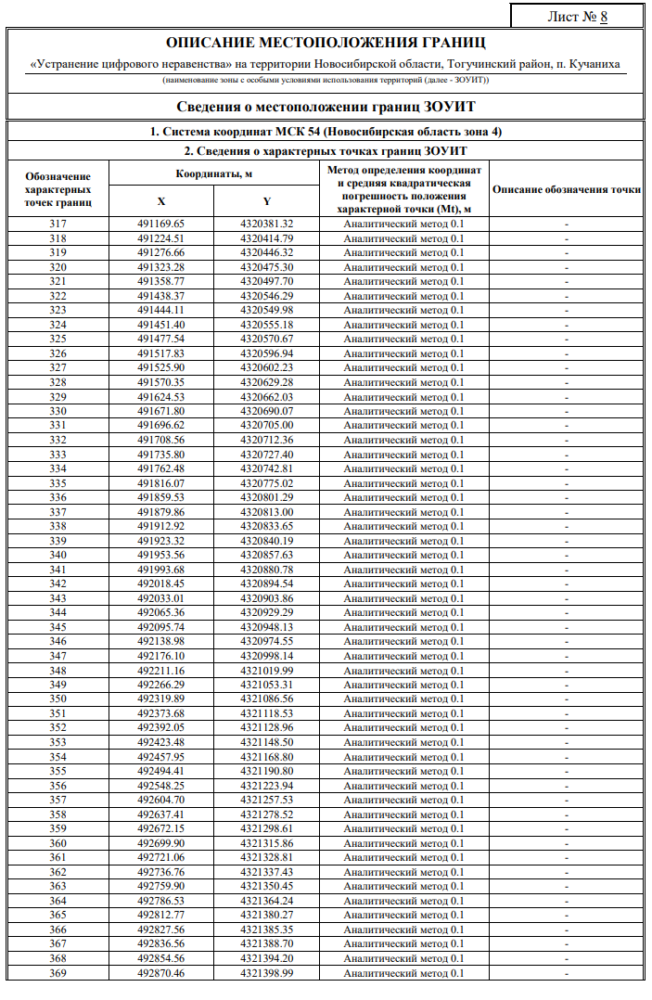 Лист № 8
ОПИСАНИЕ МЕСТОПОЛОЖЕНИЯ ГРАНИЦ
«Устранение цифрового неравенства» на территории Новосибирской области, Тогучинский район, п. Кучаниха
(наименование зоны с особыми условиями использования территорий (далее - ЗОУИТ))
Сведения о местоположении границ ЗОУИТ
1. Система координат МСК 54 (Новосибирская область зона 4)
2. Сведения о характерных точках границ ЗОУИТ
Обозначение характерных точек границ
Координаты, м
X Y
Метод определения координат и средняя квадратическая погрешность положения характерной точки (Mt), м
Описание обозначения точки
317 491169.65 4320381.32 Аналитический метод 0.1 -
318 491224.51 4320414.79 Аналитический метод 0.1 -
319 491276.66 4320446.32 Аналитический метод 0.1 -
320 491323.28 4320475.30 Аналитический метод 0.1 -
321 491358.77 4320497.70 Аналитический метод 0.1 -
322 491438.37 4320546.29 Аналитический метод 0.1 -
323 491444.11 4320549.98 Аналитический метод 0.1 -
324 491451.40 4320555.18 Аналитический метод 0.1 -
325 491477.54 4320570.67 Аналитический метод 0.1 -
326 491517.83 4320596.94 Аналитический метод 0.1 -
327 491525.90 4320602.23 Аналитический метод 0.1 -
328 491570.35 4320629.28 Аналитический метод 0.1 -
329 491624.53 4320662.03 Аналитический метод 0.1 -
330 491671.80 4320690.07 Аналитический метод 0.1 -
331 491696.62 4320705.00 Аналитический метод 0.1 -
332 491708.56 4320712.36 Аналитический метод 0.1 -
333 491735.80 4320727.40 Аналитический метод 0.1 -
334 491762.48 4320742.81 Аналитический метод 0.1 -
335 491816.07 4320775.02 Аналитический метод 0.1 -
336 491859.53 4320801.29 Аналитический метод 0.1 -
337 491879.86 4320813.00 Аналитический метод 0.1 -
338 491912.92 4320833.65 Аналитический метод 0.1 -
339 491923.32 4320840.19 Аналитический метод 0.1 -
340 491953.56 4320857.63 Аналитический метод 0.1 -
341 491993.68 4320880.78 Аналитический метод 0.1 -
342 492018.45 4320894.54 Аналитический метод 0.1 -
343 492033.01 4320903.86 Аналитический метод 0.1 -
344 492065.36 4320929.29 Аналитический метод 0.1 -
345 492095.74 4320948.13 Аналитический метод 0.1 -
346 492138.98 4320974.55 Аналитический метод 0.1 -
347 492176.10 4320998.14 Аналитический метод 0.1 -
348 492211.16 4321019.99 Аналитический метод 0.1 -
349 492266.29 4321053.31 Аналитический метод 0.1 -
350 492319.89 4321086.56 Аналитический метод 0.1 -
351 492373.68 4321118.53 Аналитический метод 0.1 -
352 492392.05 4321128.96 Аналитический метод 0.1 -
353 492423.48 4321148.50 Аналитический метод 0.1 -
354 492457.95 4321168.80 Аналитический метод 0.1 -
355 492494.41 4321190.80 Аналитический метод 0.1 -
356 492548.25 4321223.94 Аналитический метод 0.1 -
357 492604.70 4321257.53 Аналитический метод 0.1 -
358 492637.41 4321278.52 Аналитический метод 0.1 -
359 492672.15 4321298.61 Аналитический метод 0.1 -
360 492699.90 4321315.86 Аналитический метод 0.1 -
361 492721.06 4321328.81 Аналитический метод 0.1 -
362 492736.76 4321337.43 Аналитический метод 0.1 -
363 492759.90 4321350.45 Аналитический метод 0.1 -
364 492786.53 4321364.24 Аналитический метод 0.1 -
365 492812.77 4321380.27 Аналитический метод 0.1 -
366 492827.56 4321385.35 Аналитический метод 0.1 -
367 492836.56 4321388.70 Аналитический метод 0.1 -
368 492854.56 4321394.20 Аналитический метод 0.1 -
369 492870.46 4321398.99 Аналитический метод 0.1 -